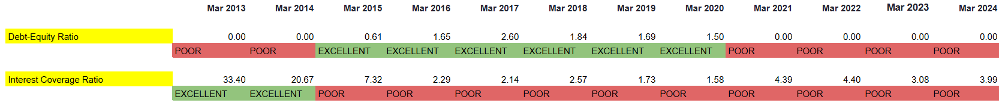 Mar 2013 Mar 2014 Mar 2015 Mar 2016 Mar 2017 Mar 2018 Mar 2019 Mar 2020 Mar 2021 Mar 2022 Mar 2023 Mar 2024
Debt-Equity Ratio 0.00 0.00 0.61 1.65 2.60 1.84 1.69 1.50 0.00 0.00 0.00 0.00
POOR POOR EXCELLENT EXCELLENT EXCELLENT EXCELLENT EXCELLENT EXCELLENT POOR POOR POOR POOR
Interest Coverage Ratio 33.40 20.67 7.32 2.29 2.14 2.57 1.73 1.58 4.39 4.40 3.08 3.99
EXCELLENT EXCELLENT POOR POOR POOR POOR POOR POOR POOR POOR POOR POOR